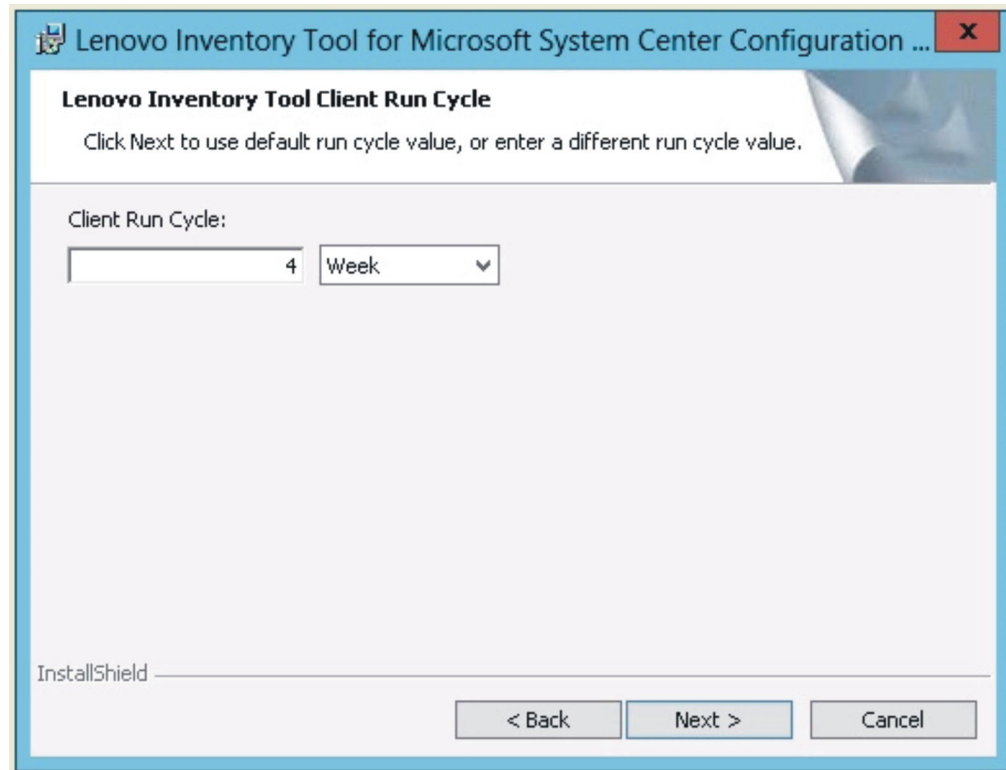 Lenovo Inventory Tool for Microsoft System Center Configuration ...
x
Lenovo Inventory Tool Client Run Cycle
Click Next to use default run cycle value, or enter a different run cycle value.
Client Run Cycle:
4 Week
InstallShield
< Back Next > Cancel